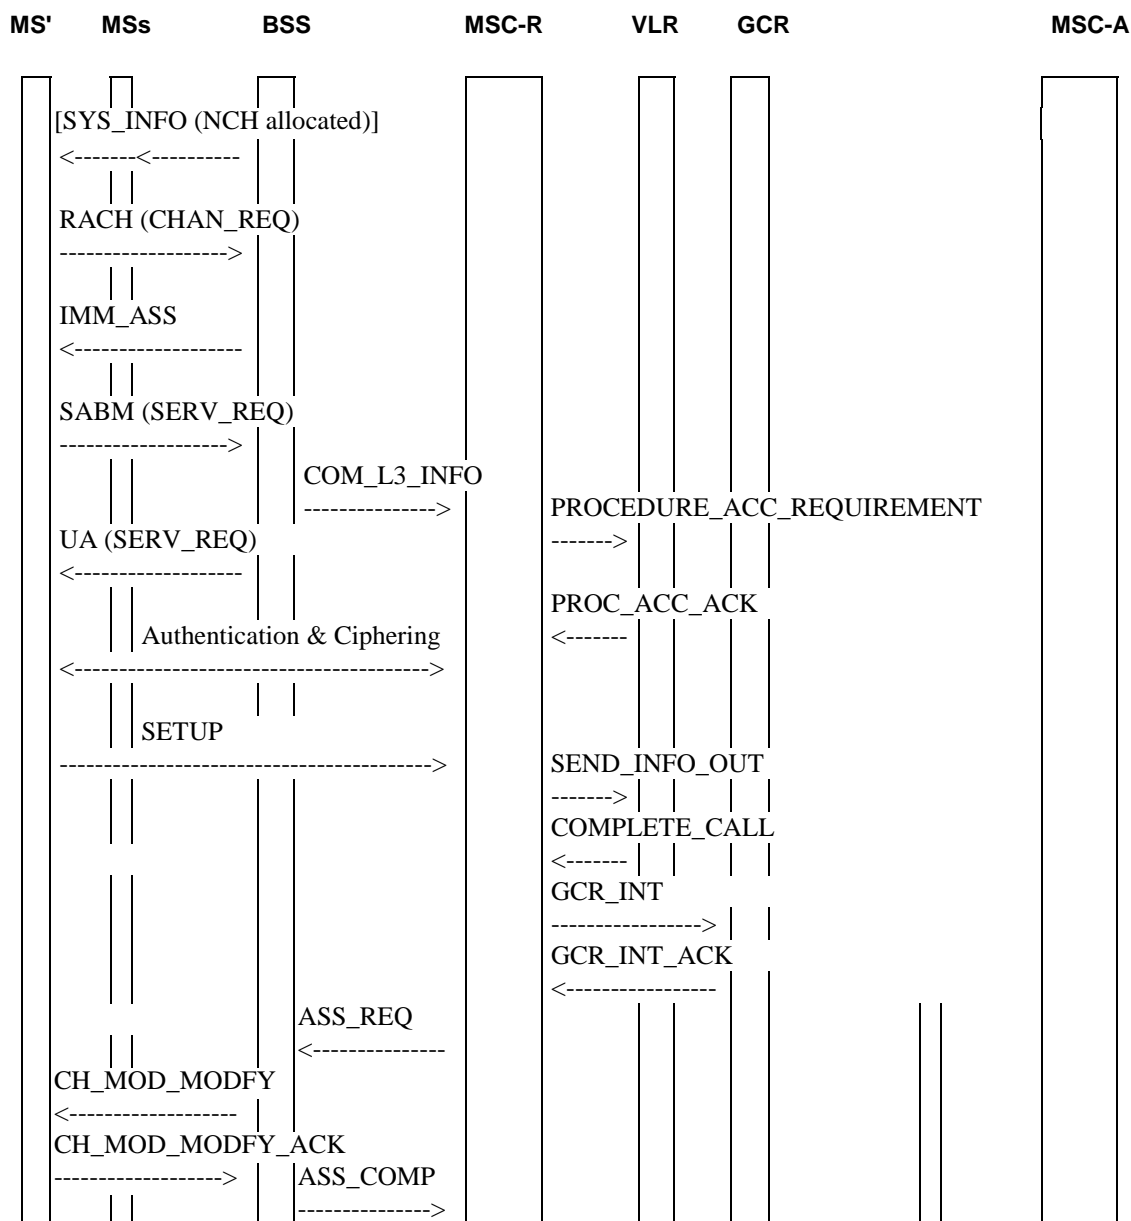 MS' MSs BSS MSC-R VLR GCR MSC-A
[SYS_INFO (NCH allocated)]
<-------<----------
RACH (CHAN_REQ)
------------------->
IMM_ASS
<-------------------
SABM (SERV_REQ)
------------------->
COM_L3_INFO
---------------> PROCEDURE_ACC_REQUIREMENT
UA (SERV_REQ) ------->
<-------------------
PROC_ACC_ACK
Authentication & Ciphering <-------
<---------------------------------------->
SETUP
------------------------------------------> SEND_INFO_OUT
------->
COMPLETE_CALL
<-------
GCR_INT
----------------->
GCR_INT_ACK
<-----------------
ASS_REQ
<---------------
CH_MOD_MODFY
<-------------------
CH_MOD_MODFY_ACK
-------------------> ASS_COMP
--------------->